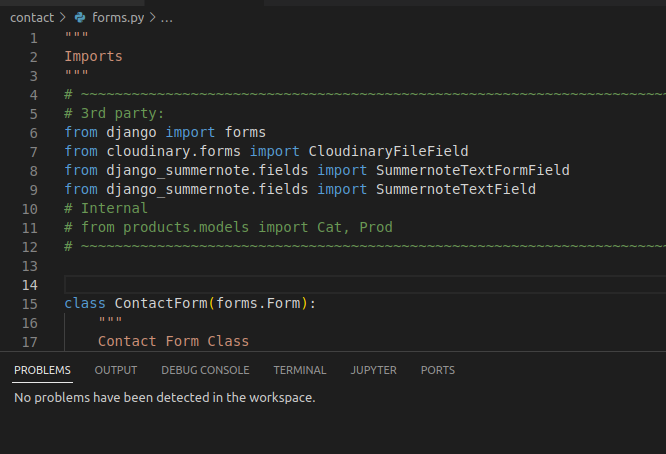 contact > forms.py > ...
1 """
2 Imports
3 """
4 # ~~~~~~~~~~~~~~~~~~~~~~~~~~~~~~~~~~~~~~~~~~~~~~~~~~~~~~~~~~~~~~~~~~~~~
5 # 3rd party:
6 from django import forms
7 from cloudinary.forms import CloudinaryFileField
8 from django_summernote.fields import SummernoteTextFormField
9 from django_summernote.fields import SummernoteTextField
10 # Internal
11 # from products.models import Cat, Prod
12 # ~~~~~~~~~~~~~~~~~~~~~~~~~~~~~~~~~~~~~~~~~~~~~~~~~~~~~~~~~~~~~~~~~~~~~
13
14
15 class ContactForm(forms.Form):
16 """
17 Contact Form Class
PROBLEMS OUTPUT DEBUG CONSOLE TERMINAL JUPYTER PORTS
No problems have been detected in the workspace.